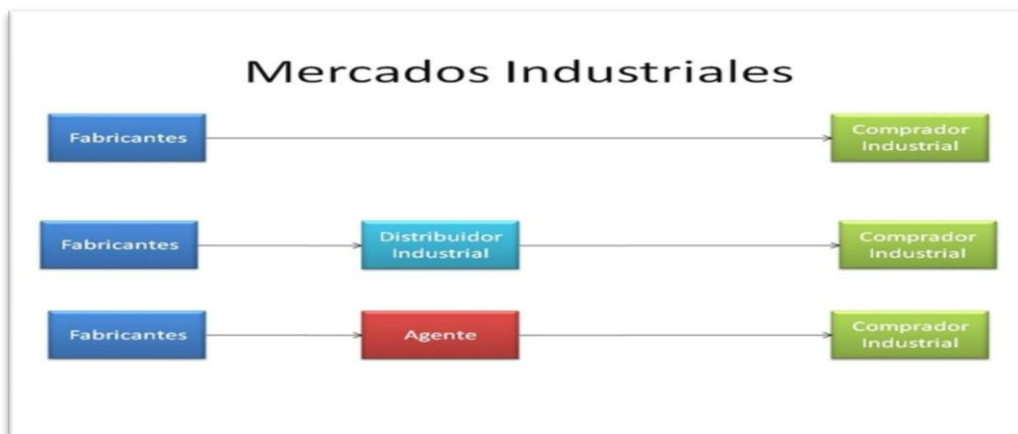 Mercados Industriales
Fabricantes
Comprador
Industrial
Fabricantes
Distribuidor
Industrial
Comprador
Industrial
Fabricantes
Agente
Comprador
Industrial